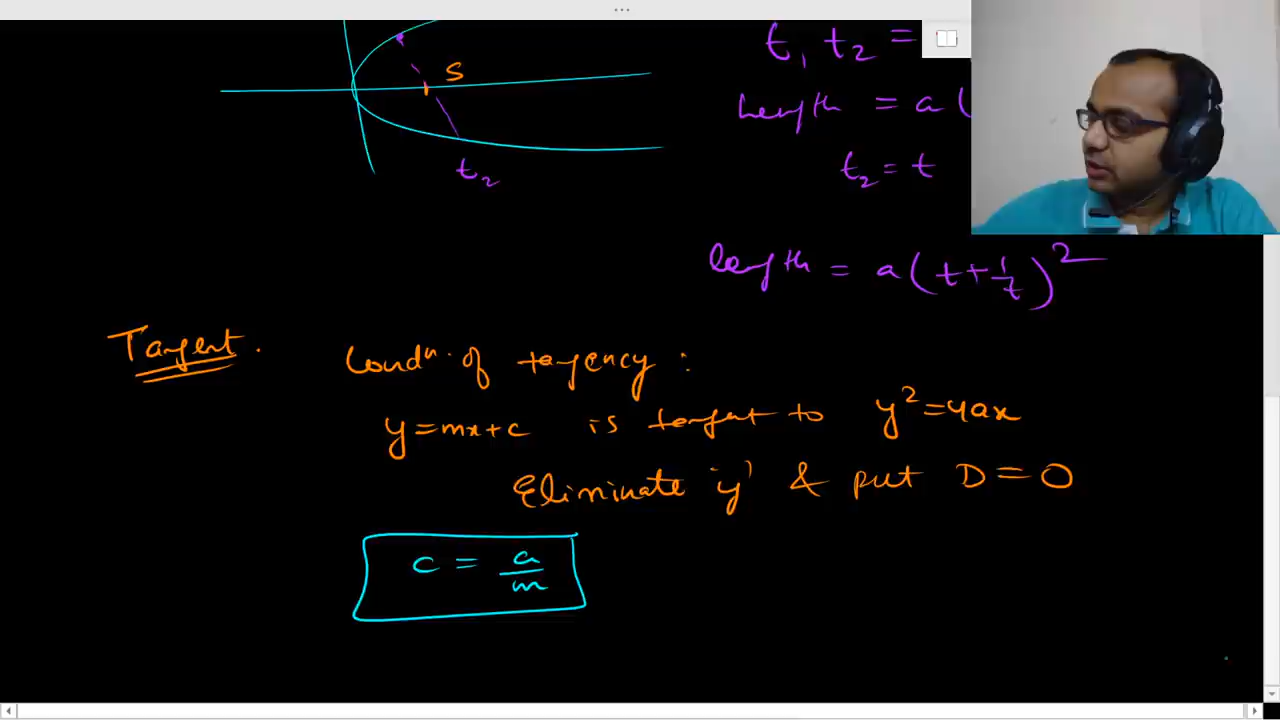 S
t₂
t₁ t₂ =
Length = a (
t₂ = t
length = a(t + 1/t)²
Tangent. Condⁿ. of tangency :
y = mx + c is tangent to y² = 4ax
Eliminate 'y' & put D = 0
c = a/m